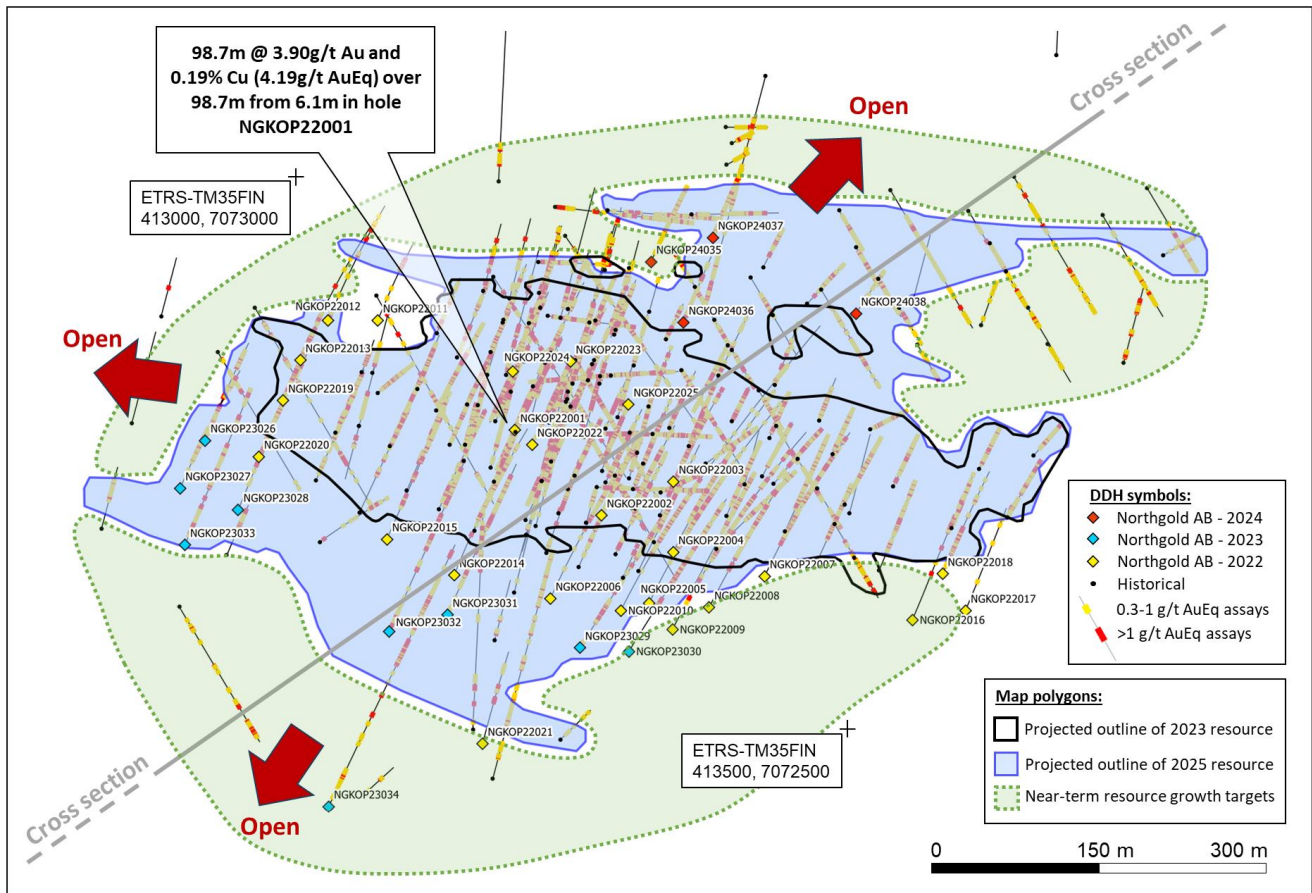 98.7m @ 3.90g/t Au and
0.19% Cu (4.19g/t AuEq) over
98.7m from 6.1m in hole
NGKOP22001
Cross section
Open
ETRS-TM35FIN
413000, 7073000
NGKOP24037
NGKOP24035
NGKOP22012
NGKOP22011
NGKOP24038
NGKOP24036
Open
NGKOP22013
NGKOP22023
NGKOP22024
NGKOP22019
NGKOP22025
NGKOP22001
NGKOP23026
NGKOP22022
NGKOP22020
NGKOP22003
NGKOP23027
NGKOP23028
NGKOP22002
NGKOP22015
NGKOP23033
NGKOP22004
NGKOP22014
NGKOP22007
NGKOP22018
NGKOP22006
NGKOP22005
NGKOP22017
NGKOP23031
NGKOP22010
NGKOP22008
NGKOP22016
NGKOP23032
NGKOP22009
NGKOP23029
NGKOP23030
NGKOP22021
NGKOP23034
ETRS-TM35FIN
413500, 7072500
Open
Cross section
DDH symbols:
Northgold AB - 2024
Northgold AB - 2023
Northgold AB - 2022
Historical
0.3-1 g/t AuEq assays
>1 g/t AuEq assays
Map polygons:
Projected outline of 2023 resource
Projected outline of 2025 resource
Near-term resource growth targets
0 150 m 300 m